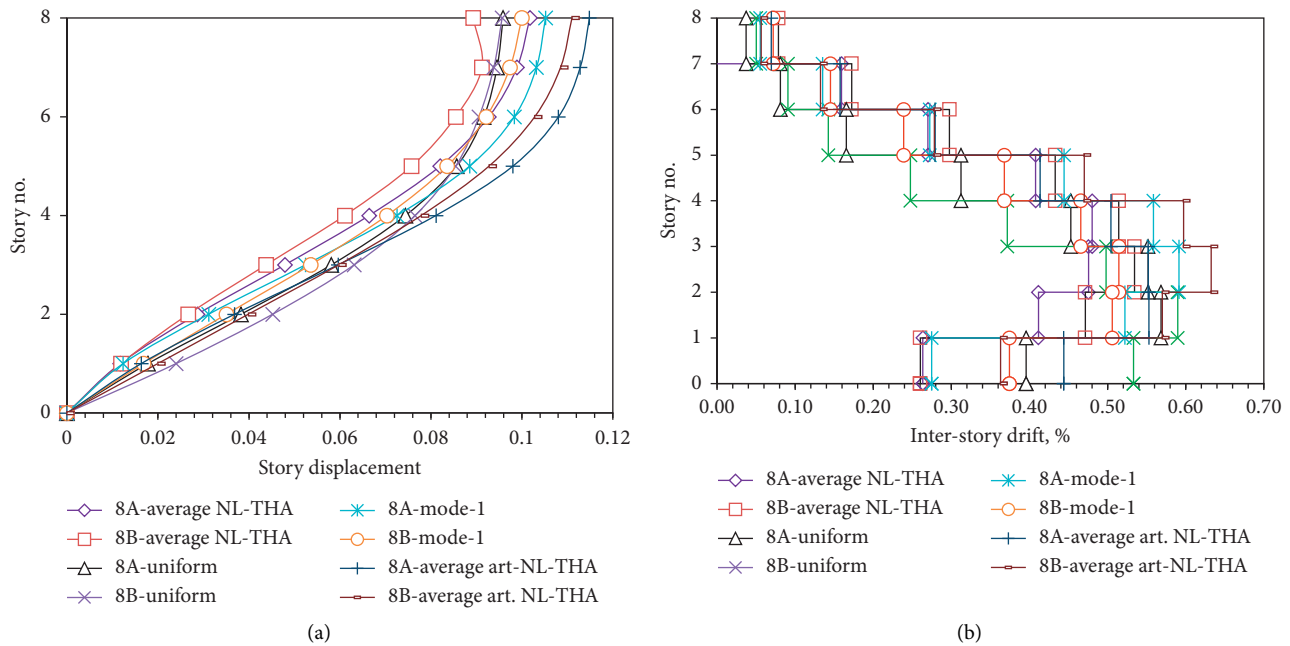 8
6
4
2
0
Story no.
0
0.02
0.04
0.06
0.08
0.1
0.12
Story displacement
8A-average NL-THA
8B-average NL-THA
8A-uniform
8B-uniform
8A-mode-1
8B-mode-1
8A-average art-NL-THA
8B-average art. NL-THA
(a)
8
7
6
5
4
3
2
1
0
Story no.
0.00
0.10
0.20
0.30
0.40
0.50
0.60
0.70
Inter-story drift, %
8A-average NL-THA
8B-average NL-THA
8A-uniform
8B-uniform
8A-mode-1
8B-mode-1
8A-average art. NL-THA
8B-average art-NL-THA
(b)